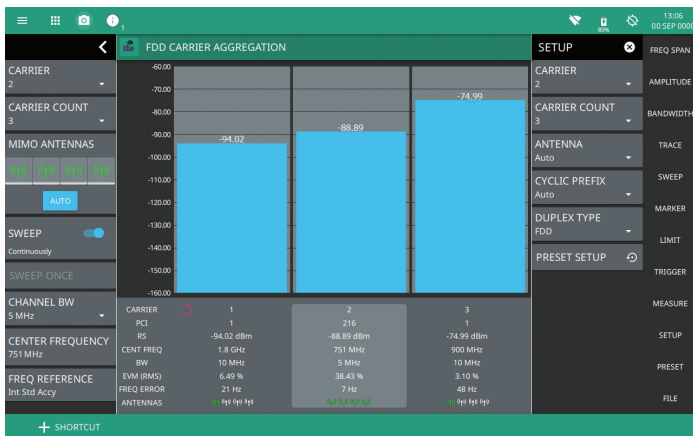 1
89%
13:06
00 SEP 0000
lte
FDD CARRIER AGGREGATION
CARRIER
2
CARRIER COUNT
3
MIMO ANTENNAS
AUTO
SWEEP
Continuously
SWEEP ONCE
CHANNEL BW
5 MHz
CENTER FREQUENCY
751 MHz
FREQ REFERENCE
Int Std Accy
-60.00
-70.00
-80.00
-90.00
-100.00
-110.00
-120.00
-130.00
-140.00
-150.00
-160.00
-94.02
-88.89
-74.99
CARRIER 1 2 3
PCI 1 216 1
RS -94.02 dBm -88.89 dBm -74.99 dBm
CENT FREQ 1.8 GHz 751 MHz 900 MHz
BW 10 MHz 5 MHz 10 MHz
EVM (RMS) 6.49 % 38.43 % 3.10 %
FREQ ERROR 21 Hz 7 Hz 48 Hz
ANTENNAS
SETUP
CARRIER
2
CARRIER COUNT
3
ANTENNA
Auto
CYCLIC PREFIX
Auto
DUPLEX TYPE
FDD
PRESET SETUP
FREQ SPAN
AMPLITUDE
BANDWIDTH
TRACE
SWEEP
MARKER
LIMIT
TRIGGER
MEASURE
SETUP
PRESET
FILE
+ SHORTCUT